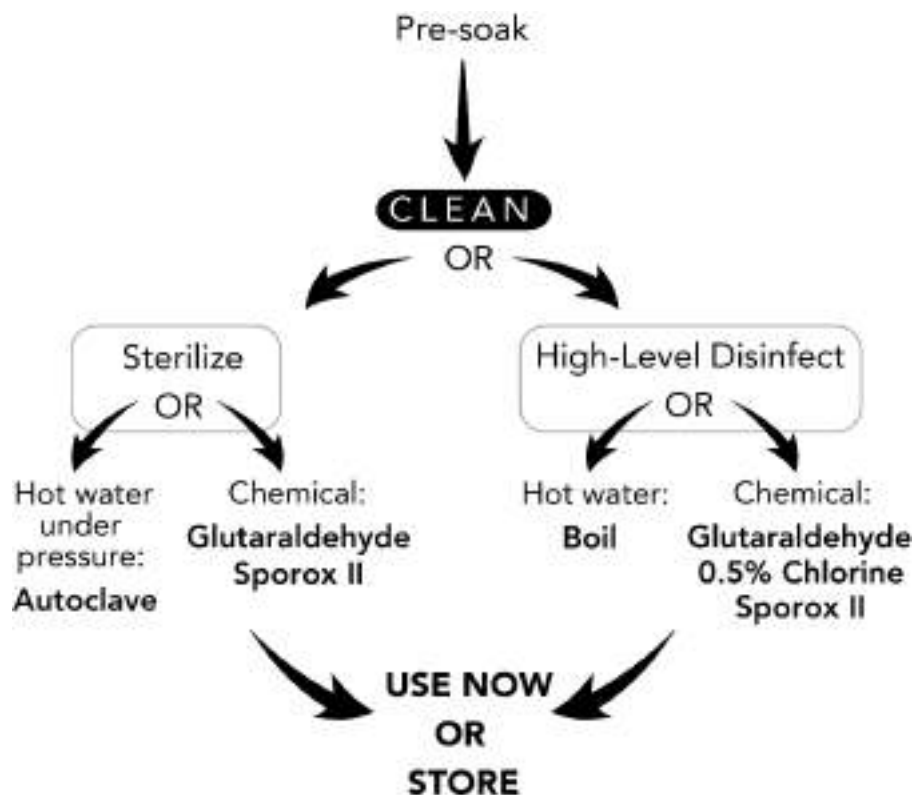 Pre-soak
CLEAN
OR
Sterilize
OR
Hot water
under
pressure:
Autoclave
Chemical:
Glutaraldehyde
Sporox II
High-Level Disinfect
OR
Hot water:
Boil
Chemical:
Glutaraldehyde
0.5% Chlorine
Sporox II
USE NOW
OR
STORE